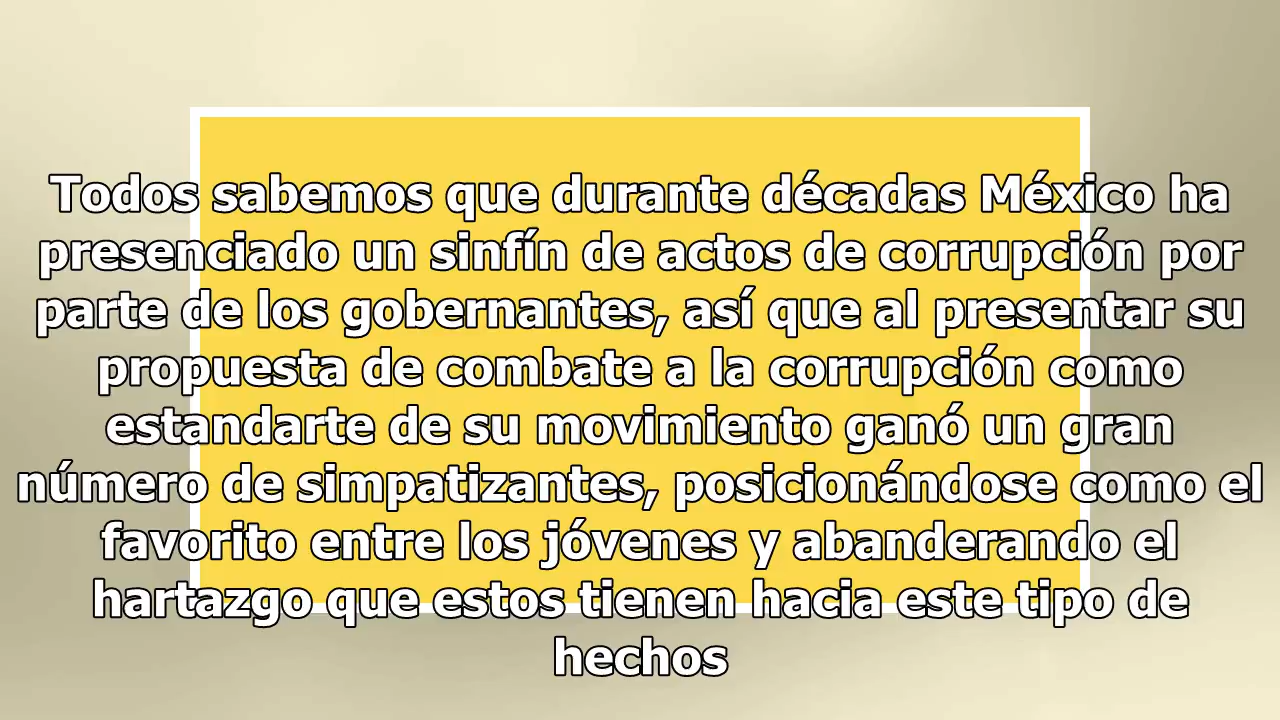 Todos sabemos que durante décadas México ha
presenciado un sinfín de actos de corrupción por
parte de los gobernantes, así que al presentar su
propuesta de combate a la corrupción como
estandarte de su movimiento ganó un gran
número de simpatizantes, posicionándose como el
favorito entre los jóvenes y abanderando el
hartazgo que estos tienen hacia este tipo de
hechos